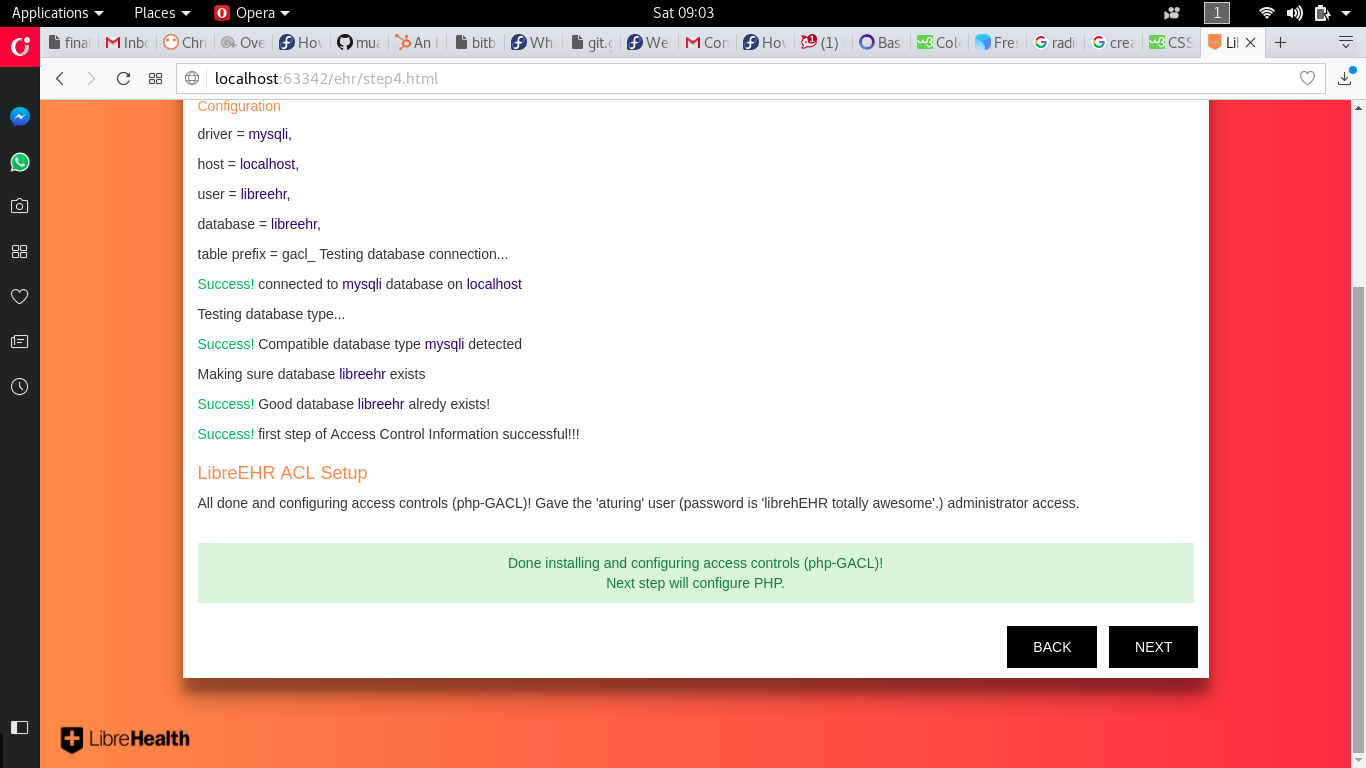 Applications Places Opera Sat 09:03 1
final Inbo Chri Ove Hov mua An I bitb Wha git.g We Con Hov (1) Bas Colo Fres radi crea CSS Li
localhost:63342/ehr/step4.html
Configuration
driver = mysqli,
host = localhost,
user = libreehr,
database = libreehr,
table prefix = gacl_ Testing database connection...
Success! connected to mysqli database on localhost
Testing database type...
Success! Compatible database type mysqli detected
Making sure database libreehr exists
Success! Good database libreehr alredy exists!
Success! first step of Access Control Information successful!!!
LibreEHR ACL Setup
All done and configuring access controls (php-GACL)! Gave the 'aturing' user (password is 'librehEHR totally awesome'.) administrator access.
Done installing and configuring access controls (php-GACL)!
Next step will configure PHP.
BACK NEXT
LibreHealth